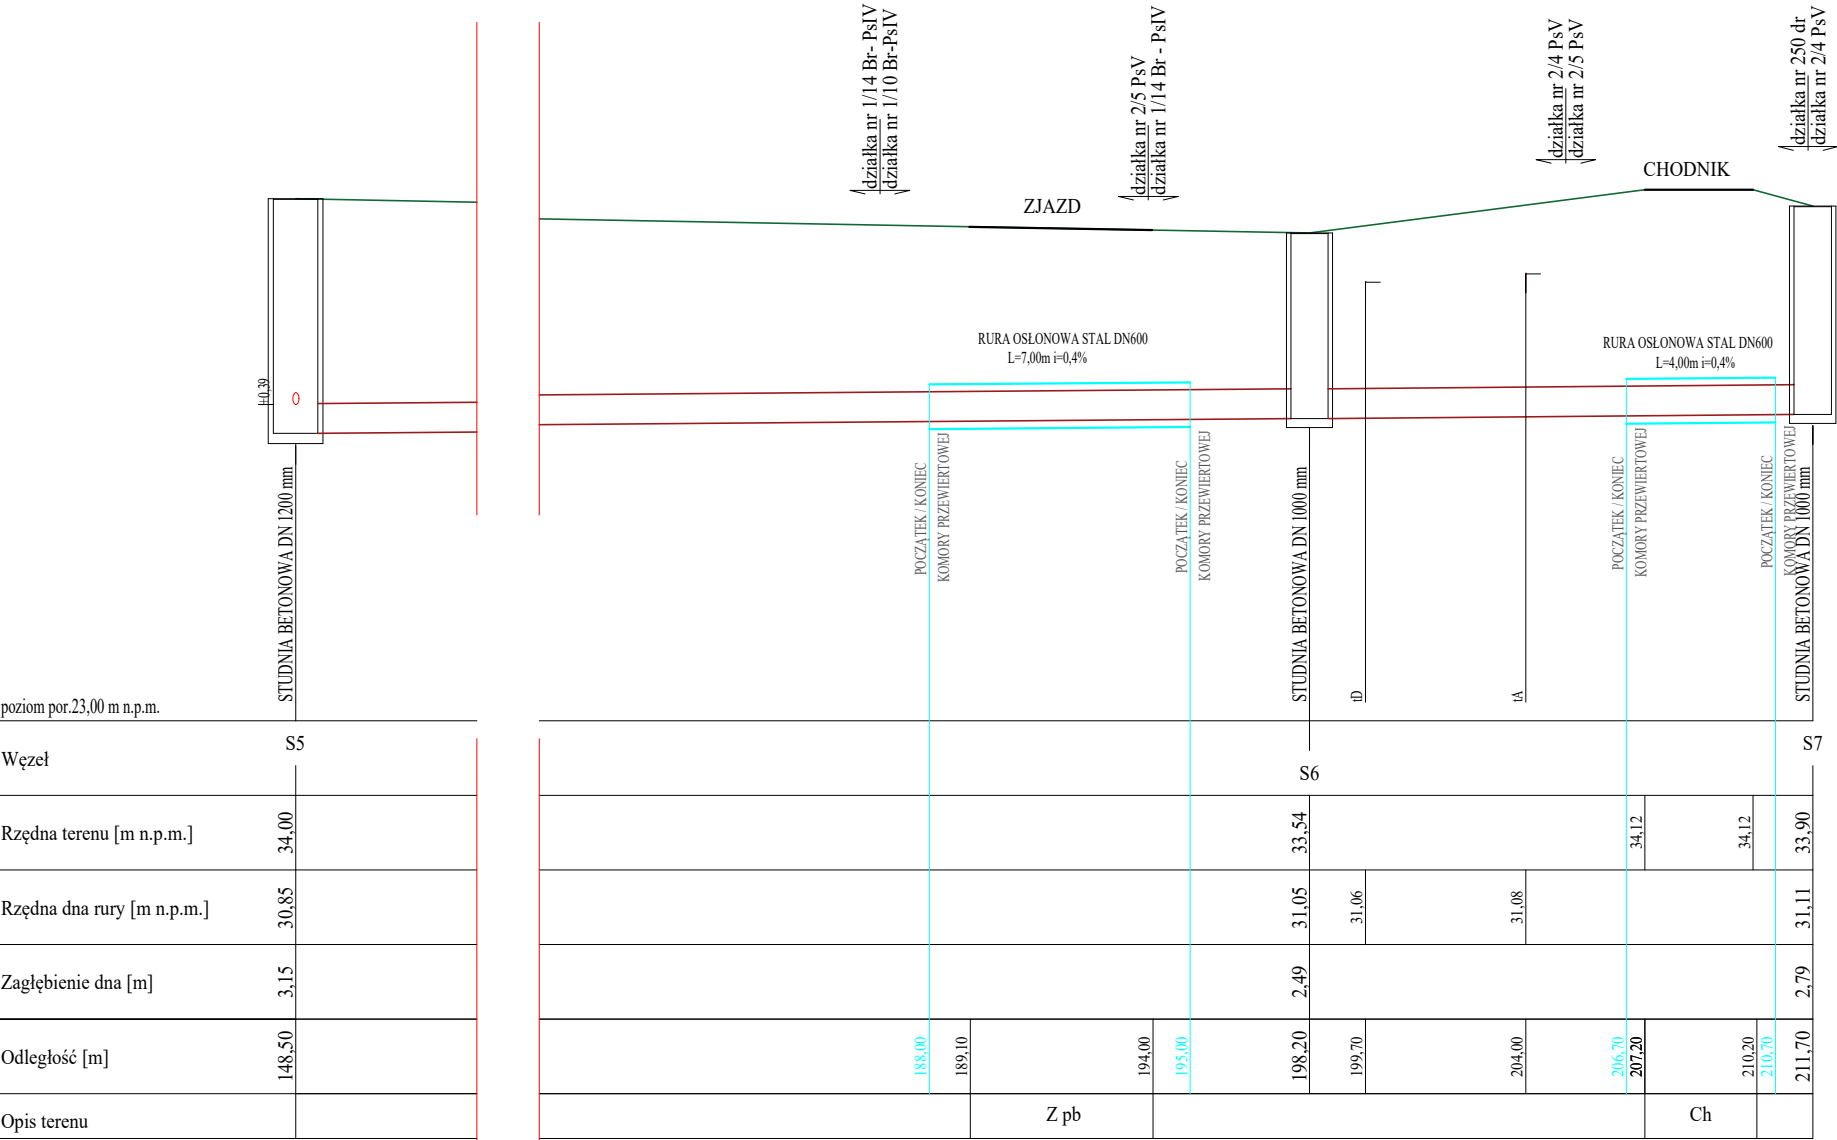 działka nr 1/14 Br- PsIV
działka nr 1/10 Br-PsIV
działka nr 2/5 PsV
działka nr 1/14 Br - PsIV
działka nr 2/4 PsV
działka nr 2/5 PsV
działka nr 250 dr
działka nr 2/4 PsV
ZJAZD
CHODNIK
RURA OSŁONOWA STAL DN600
L=7,00m i=0,4%
RURA OSŁONOWA STAL DN600
L=4,00m i=0,4%
STUDNIA BETONOWA DN 1200 mm
POCZĄTEK / KONIEC
KOMORY PRZEWIERTOWEJ
POCZĄTEK / KONIEC
KOMORY PRZEWIERTOWEJ
STUDNIA BETONOWA DN 1000 mm
tD
tA
POCZĄTEK / KONIEC
KOMORY PRZEWIERTOWEJ
POCZĄTEK / KONIEC
KOMORY PRZEWIERTOWEJ
STUDNIA BETONOWA DN 1000 mm
poziom por.23,00 m n.p.m.
Węzeł S5 S6 S7
Rzędna terenu [m n.p.m.] 34,00 33,54 34,12 34,12 33,90
Rzędna dna rury [m n.p.m.] 30,85 31,05 31,06 31,08 31,11
Zagłębienie dna [m] 3,15 2,49 2,79
Odległość [m] 148,50 188,00 189,10 194,00 195,00 198,20 199,70 204,00 206,70 207,20 210,20 210,70 211,70
Opis terenu Z pb Ch